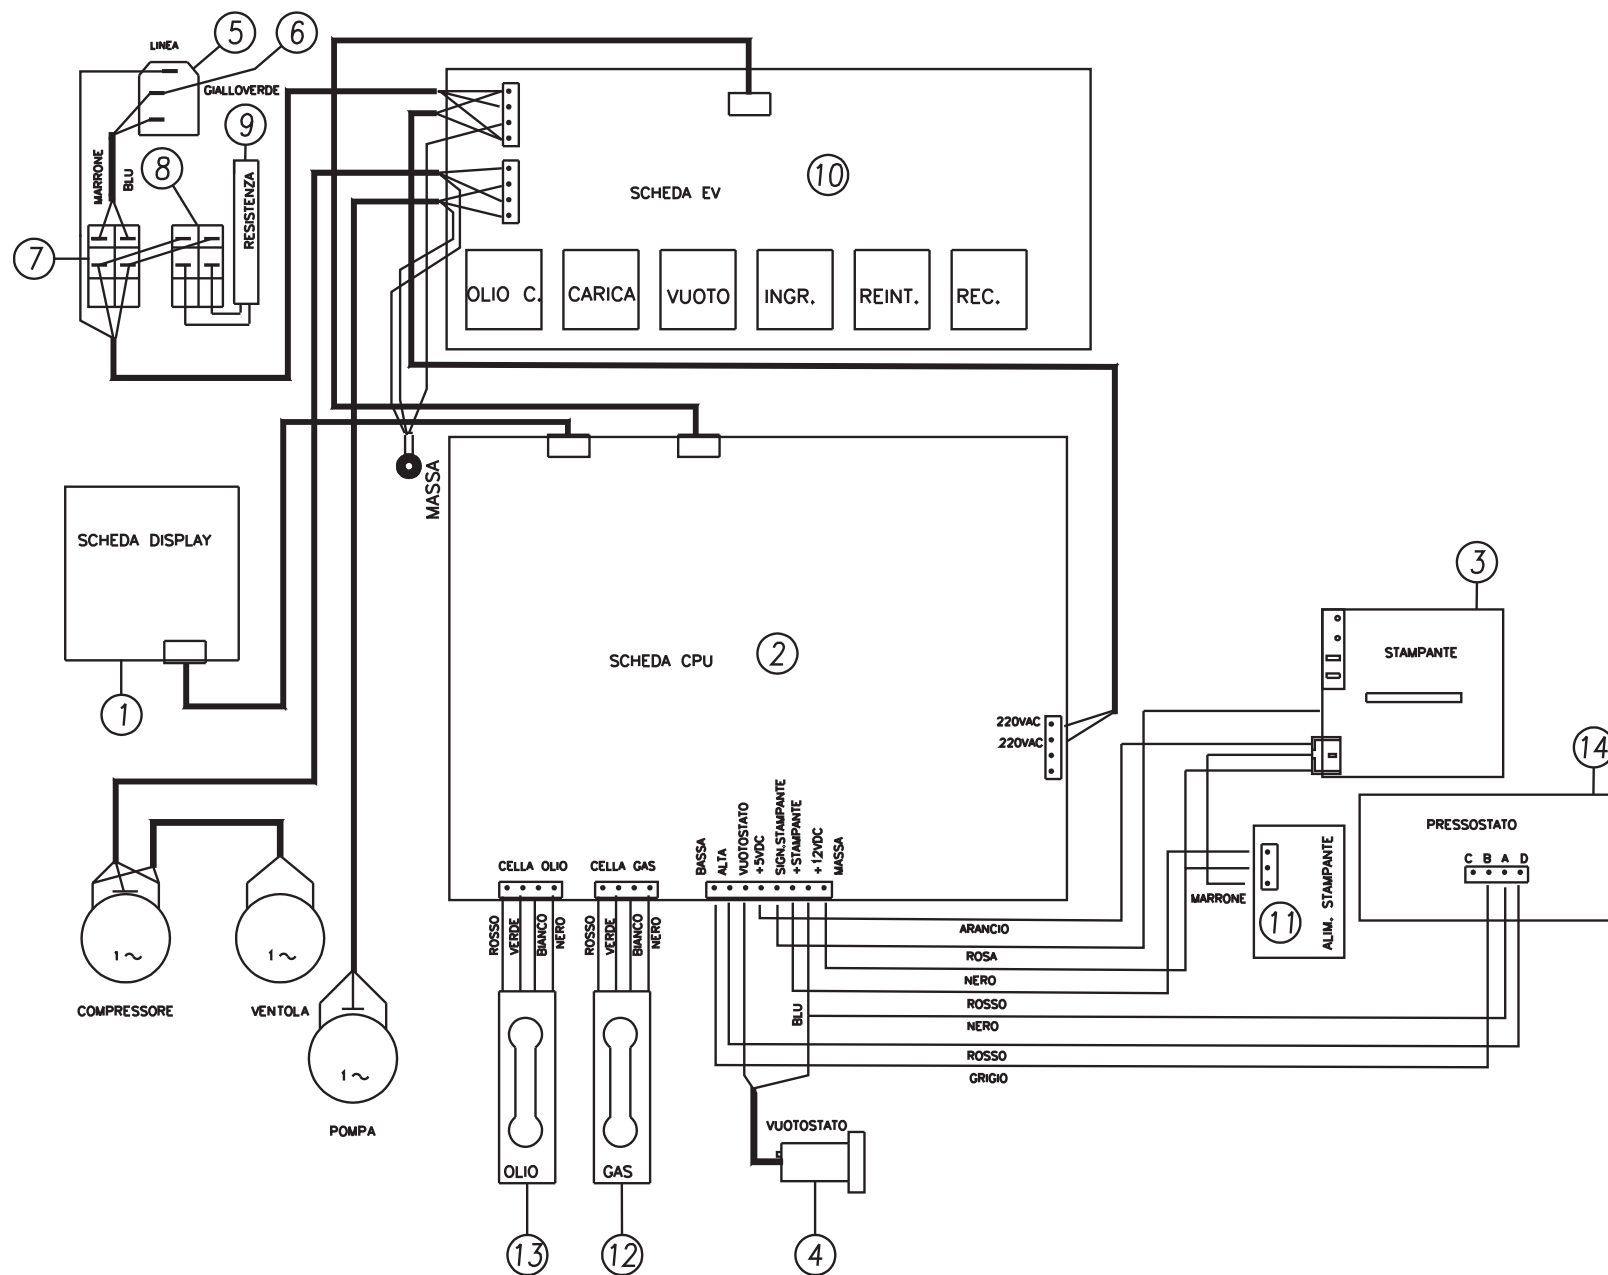 LINEA
5
6
GIALLOVERDE
9
MARRONE
BLU
8
RESISTENZA
7
10
SCHEDA EV
OLIO C.
CARICA
VUOTO
INGR.
REINT.
REC.
MASSA
SCHEDA DISPLAY
1
SCHEDA CPU
2
220VAC
220VAC
3
STAMPANTE
14
PRESSOSTATO
C B A D
CELLA OLIO
CELLA GAS
BASSA
ALTA
VUOTOSTATO
+5VDC
SIGN.STAMPANTE
+STAMPANTE
+12VDC
MASSA
MARRONE
11
ALIM. STAMPANTE
ROSSO
VERDE
BIANCO
NERO
ROSSO
VERDE
BIANCO
NERO
ARANCIO
ROSA
NERO
ROSSO
BLU
NERO
ROSSO
GRIGIO
1~
1~
COMPRESSORE
VENTOLA
1~
POMPA
VUOTOSTATO
OLIO
GAS
13
12
4